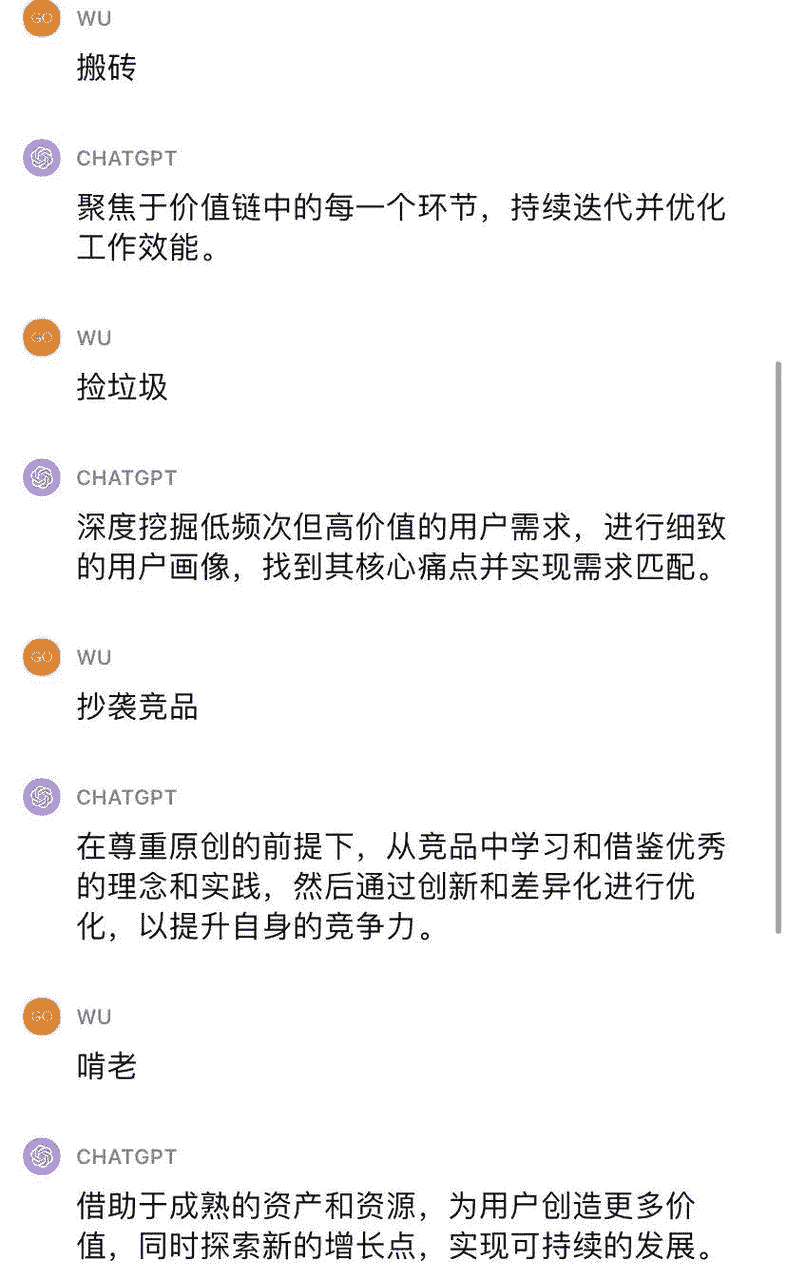 GO WU
搬砖
CHATGPT
聚焦于价值链中的每一个环节，持续迭代并优化
工作效能。
GO WU
捡垃圾
CHATGPT
深度挖掘低频次但高价值的用户需求，进行细致
的用户画像，找到其核心痛点并实现需求匹配。
GO WU
抄袭竞品
CHATGPT
在尊重原创的前提下，从竞品中学习和借鉴优秀
的理念和实践，然后通过创新和差异化进行优
化，以提升自身的竞争力。
GO WU
啃老
CHATGPT
借助于成熟的资产和资源，为用户创造更多价
值，同时探索新的增长点，实现可持续的发展。